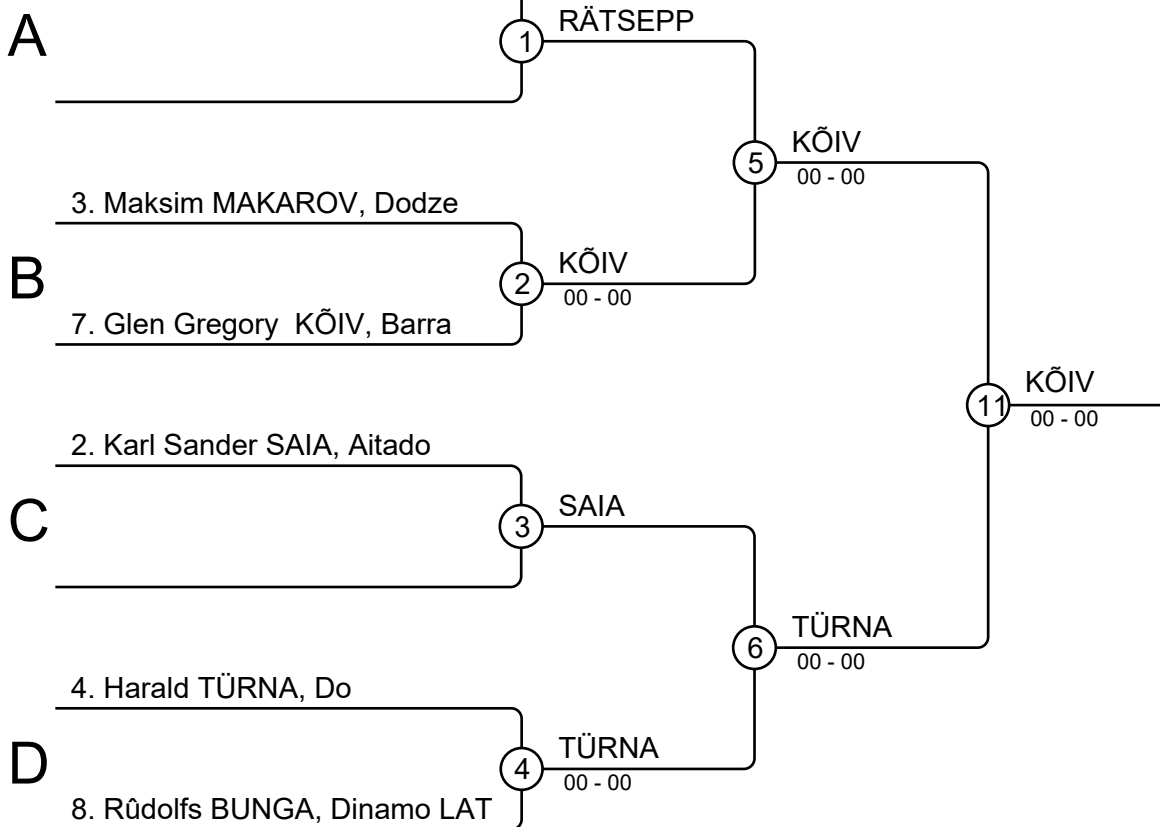 A
1
RÄTSEPP
5
KÕIV
00 - 00
3. Maksim MAKAROV, Dodze
B
2
KÕIV
00 - 00
7. Glen Gregory  KÕIV, Barra
11
KÕIV
00 - 00
2. Karl Sander SAIA, Aitado
C
3
SAIA
6
TÜRNA
00 - 00
4. Harald TÜRNA, Do
D
4
TÜRNA
00 - 00
8. Rûdolfs BUNGA, Dinamo LAT